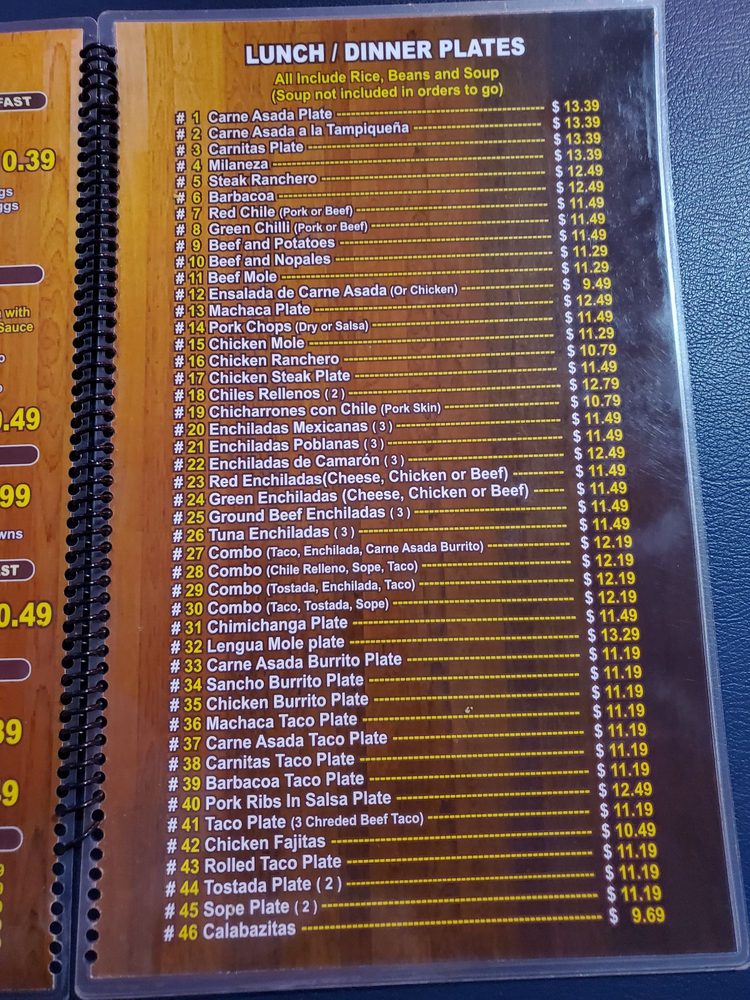 FAST
0.39
gs
ggs
with
Sauce
.49
99
wns
ST
0.49
LUNCH / DINNER PLATES
All Include Rice, Beans and Soup
(Soup not included in orders to go)
# 1 Carne Asada Plate $ 13.39
# 2 Carne Asada a la Tampiqueña $ 13.39
# 3 Carnitas Plate $ 13.39
# 4 Milaneza $ 13.39
# 5 Steak Ranchero $ 12.49
# 6 Barbacoa $ 12.49
# 7 Red Chile (Pork or Beef) $ 11.49
# 8 Green Chilli (Pork or Beef) $ 11.49
# 9 Beef and Potatoes $ 11.49
# 10 Beef and Nopales $ 11.29
# 11 Beef Mole $ 11.29
# 12 Ensalada de Carne Asada (Or Chicken) $ 9.49
# 13 Machaca Plate $ 12.49
# 14 Pork Chops (Dry or Salsa) $ 11.49
# 15 Chicken Mole $ 11.29
# 16 Chicken Ranchero $ 10.79
# 17 Chicken Steak Plate $ 11.49
# 18 Chiles Rellenos ( 2 ) $ 12.79
# 19 Chicharrones con Chile (Pork Skin) $ 10.79
# 20 Enchiladas Mexicanas ( 3 ) $ 11.49
# 21 Enchiladas Poblanas ( 3 ) $ 11.49
# 22 Enchiladas de Camarón ( 3 ) $ 12.49
# 23 Red Enchiladas(Cheese, Chicken or Beef) $ 11.49
# 24 Green Enchiladas (Cheese, Chicken or Beef) $ 11.49
# 25 Ground Beef Enchiladas ( 3 ) $ 11.49
# 26 Tuna Enchiladas ( 3 ) $ 11.49
# 27 Combo (Taco, Enchilada, Carne Asada Burrito) $ 12.19
# 28 Combo (Chile Relleno, Sope, Taco) $ 12.19
# 29 Combo (Tostada, Enchilada, Taco) $ 12.19
# 30 Combo (Taco, Tostada, Sope) $ 12.19
# 31 Chimichanga Plate $ 11.49
# 32 Lengua Mole plate $ 13.29
# 33 Carne Asada Burrito Plate $ 11.19
# 34 Sancho Burrito Plate $ 11.19
# 35 Chicken Burrito Plate $ 11.19
# 36 Machaca Taco Plate $ 11.19
# 37 Carne Asada Taco Plate $ 11.19
# 38 Carnitas Taco Plate $ 11.19
# 39 Barbacoa Taco Plate $ 11.19
# 40 Pork Ribs In Salsa Plate $ 12.49
# 41 Taco Plate (3 Chreded Beef Taco) $ 11.19
# 42 Chicken Fajitas $ 10.49
# 43 Rolled Taco Plate $ 11.19
# 44 Tostada Plate ( 2 ) $ 11.19
# 45 Sope Plate ( 2 ) $ 11.19
# 46 Calabazitas $ 9.69